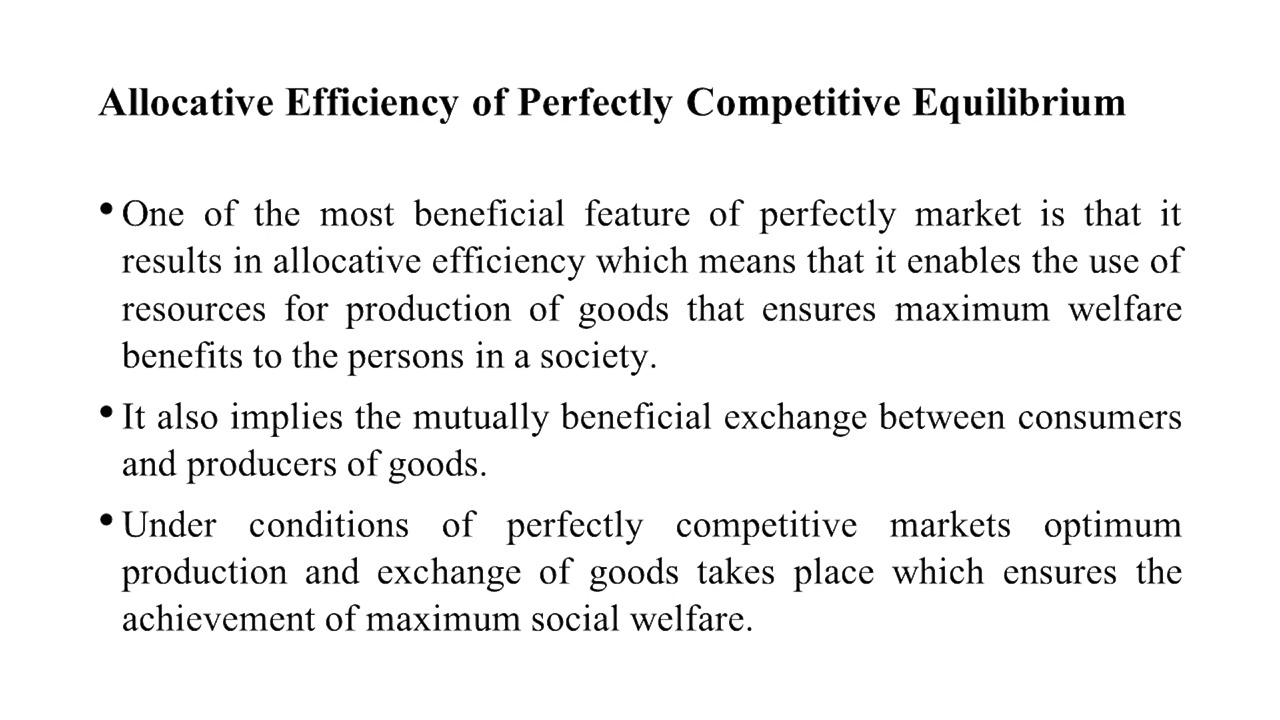 Allocative Efficiency of Perfectly Competitive Equilibrium
• One of the most beneficial feature of perfectly market is that it
results in allocative efficiency which means that it enables the use of
resources for production of goods that ensures maximum welfare
benefits to the persons in a society.
• It also implies the mutually beneficial exchange between consumers
and producers of goods.
• Under conditions of perfectly competitive markets optimum
production and exchange of goods takes place which ensures the
achievement of maximum social welfare.